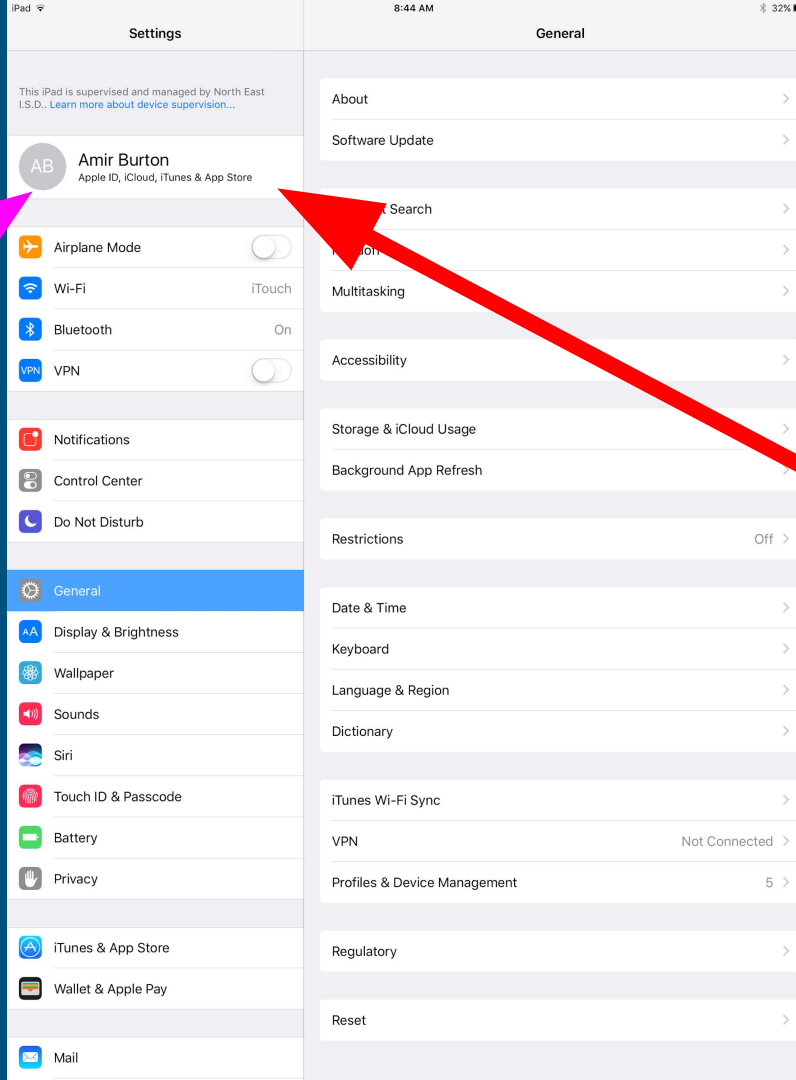 iPad 8:44 AM 32%
Settings
General
This iPad is supervised and managed by North East
I.S.D.. Learn more about device supervision...
AB
Amir Burton
Apple ID, iCloud, iTunes & App Store
Airplane Mode
Wi-Fi iTouch
Bluetooth On
VPN VPN
Notifications
Control Center
Do Not Disturb
General
AA Display & Brightness
Wallpaper
Sounds
Siri
Touch ID & Passcode
Battery
Privacy
iTunes & App Store
Wallet & Apple Pay
Mail
About
Software Update
Search
Multitasking
Accessibility
Storage & iCloud Usage
Background App Refresh
Restrictions Off
Date & Time
Keyboard
Language & Region
Dictionary
iTunes Wi-Fi Sync
VPN Not Connected
Profiles & Device Management 5
Regulatory
Reset